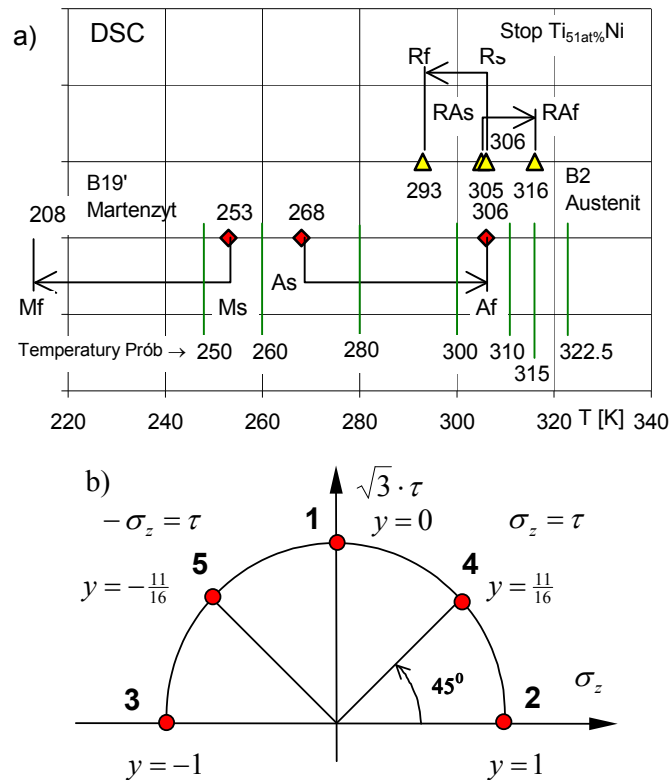 a)
DSC
Stop Ti51at%Ni
Rf
Rs
RAs
RAf
306
293
305
316
B19'
Martenzyt
B2
Austenit
208
253
268
306
Mf
Ms
As
Af
Temperatury Prób →
250
260
280
300
310
315
322.5
220
240
260
280
300
320
340
T [K]
b)
√3 · τ
− σz = τ
1
y = 0
σz = τ
5
4
y = − 11/16
y = 11/16
3
45⁰
2
σz
y = −1
y = 1